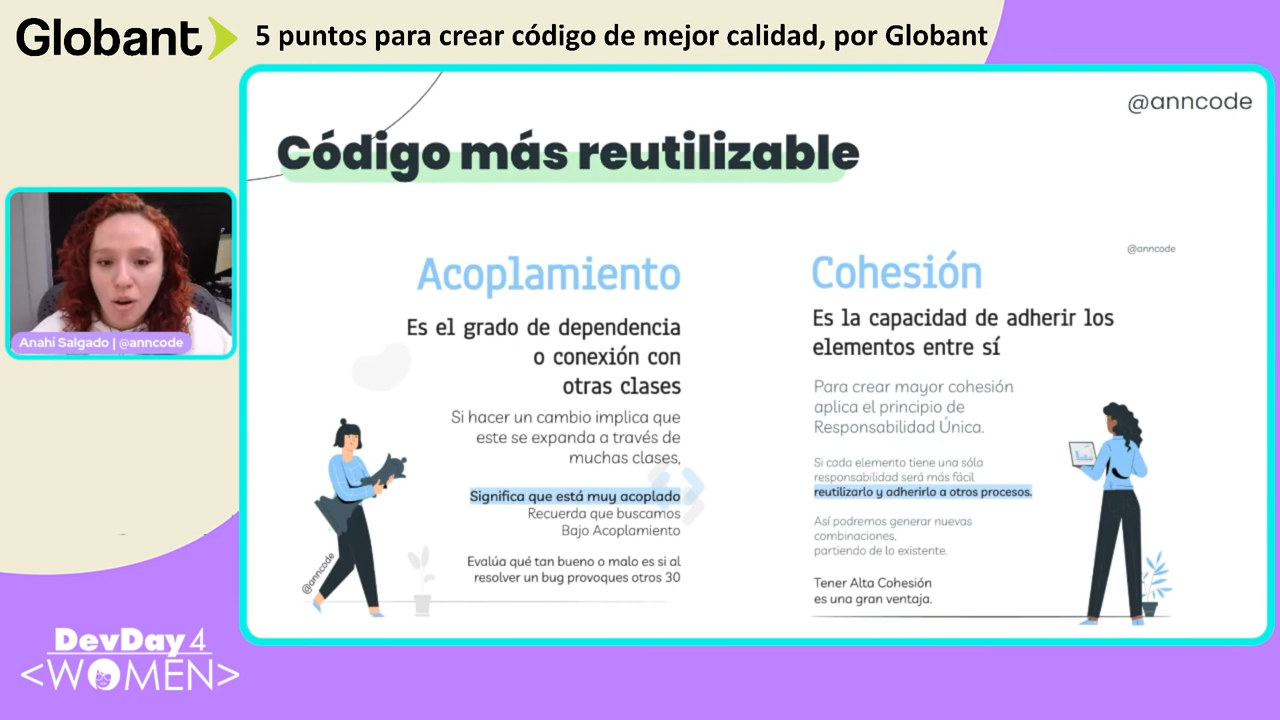 Globant
5 puntos para crear código de mejor calidad, por Globant
@anncode
Código más reutilizable
@anncode
Acoplamiento
Es el grado de dependencia
o conexión con
otras clases
Si hacer un cambio implica que
este se expanda a través de
muchas clases,
Significa que está muy acoplado
Recuerda que buscamos
Bajo Acoplamiento
Evalúa qué tan bueno o malo es si al
resolver un bug provoques otros 30
@anncode
Cohesión
Es la capacidad de adherir los
elementos entre sí
Para crear mayor cohesión
aplica el principio de
Responsabilidad Única.
Si cada elemento tiene una sóla
responsabilidad será más fácil
reutilizarlo y adherirlo a otros procesos.
Así podremos generar nuevas
combinaciones,
partiendo de lo existente.
Tener Alta Cohesión
es una gran ventaja.
Anahí Salgado | @anncode
DevDay 4
<WOMEN>